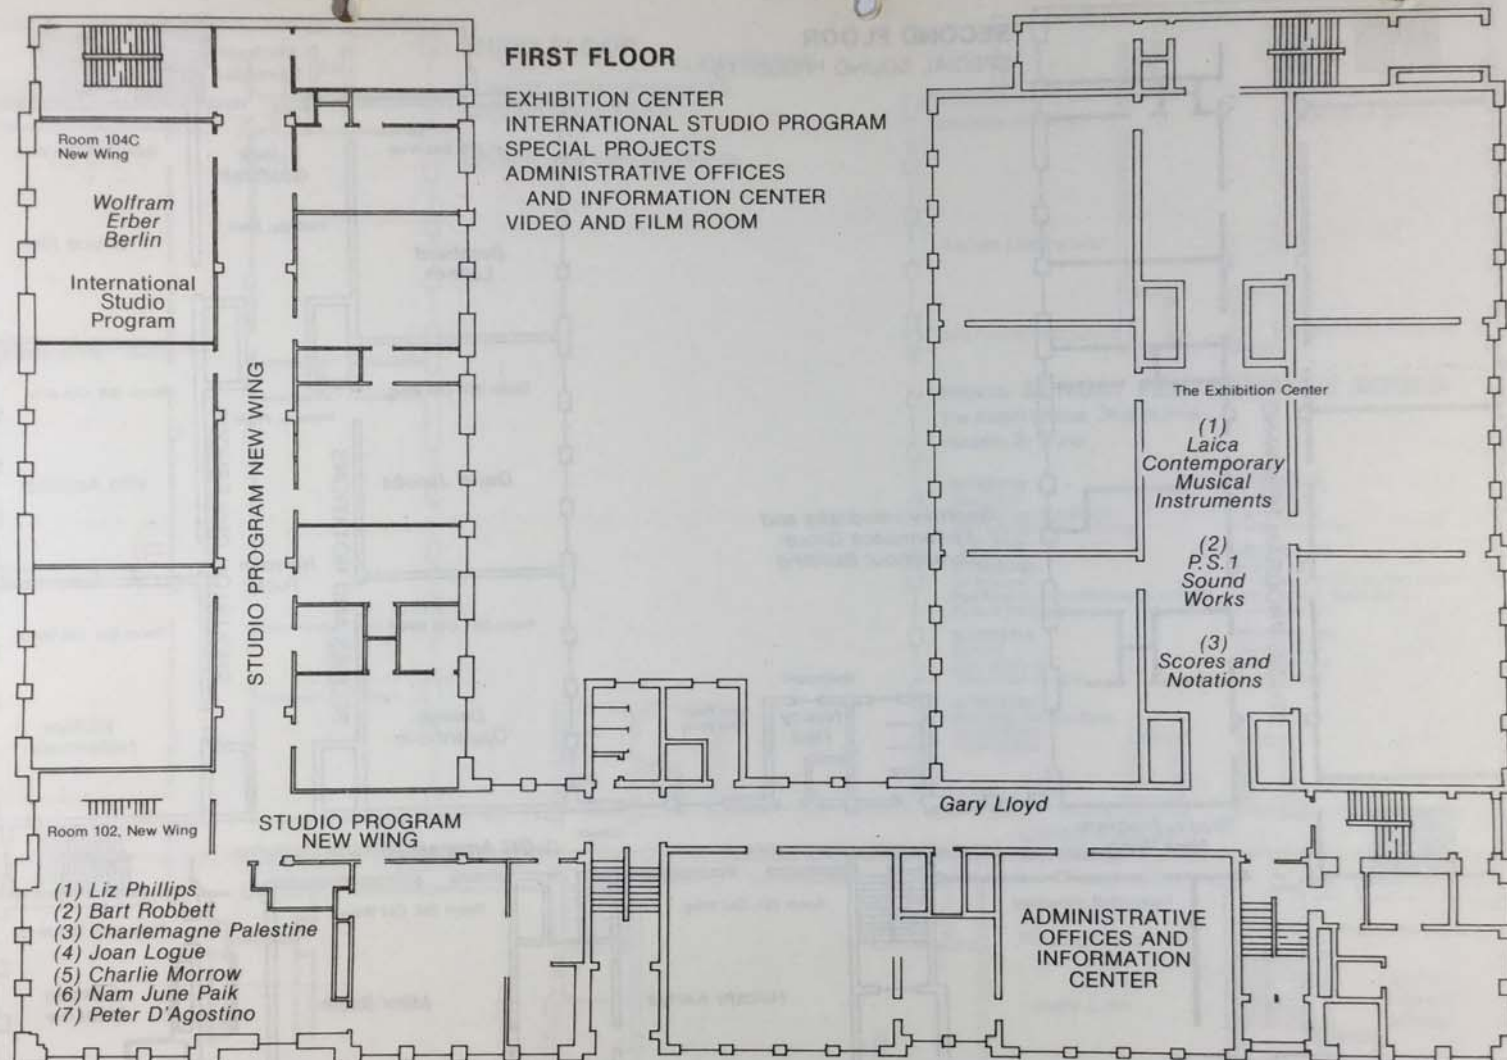 FIRST FLOOR
EXHIBITION CENTER
INTERNATIONAL STUDIO PROGRAM
SPECIAL PROJECTS
ADMINISTRATIVE OFFICES
AND INFORMATION CENTER
VIDEO AND FILM ROOM
Room 104C
New Wing
Wolfram
Erber
Berlin
International
Studio
Program
STUDIO PROGRAM NEW WING
The Exhibition Center
(1)
Laica
Contemporary
Musical
Instruments
(2)
P.S.1
Sound
Works
(3)
Scores and
Notations
Gary Lloyd
Room 102, New Wing
STUDIO PROGRAM
NEW WING
(1) Liz Phillips
(2) Bart Robbett
(3) Charlemagne Palestine
(4) Joan Logue
(5) Charlie Morrow
(6) Nam June Paik
(7) Peter D'Agostino
ADMINISTRATIVE
OFFICES AND
INFORMATION
CENTER